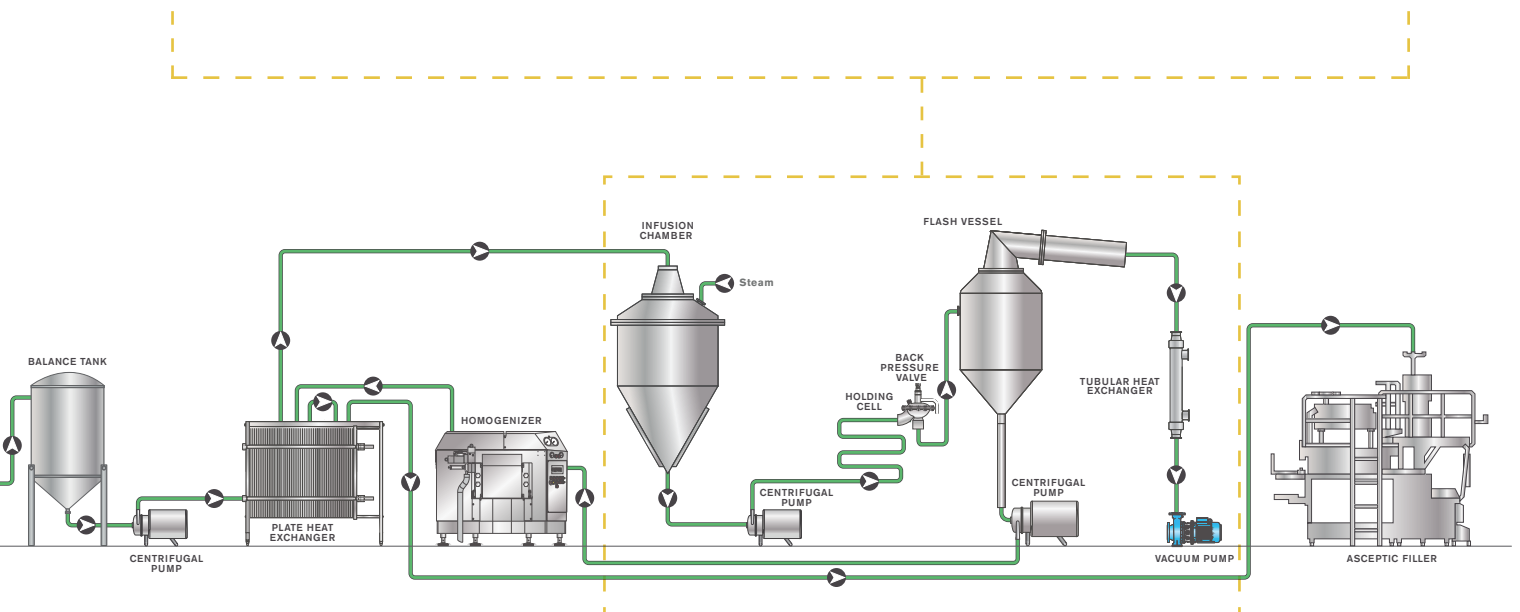 INFUSION
CHAMBER
FLASH VESSEL
Steam
BALANCE TANK
BACK
PRESSURE
VALVE
TUBULAR HEAT
EXCHANGER
HOLDING
CELL
HOMOGENIZER
CENTRIFUGAL
PUMP
CENTRIFUGAL
PUMP
PLATE HEAT
EXCHANGER
CENTRIFUGAL
PUMP
VACUUM PUMP
ASCEPTIC FILLER